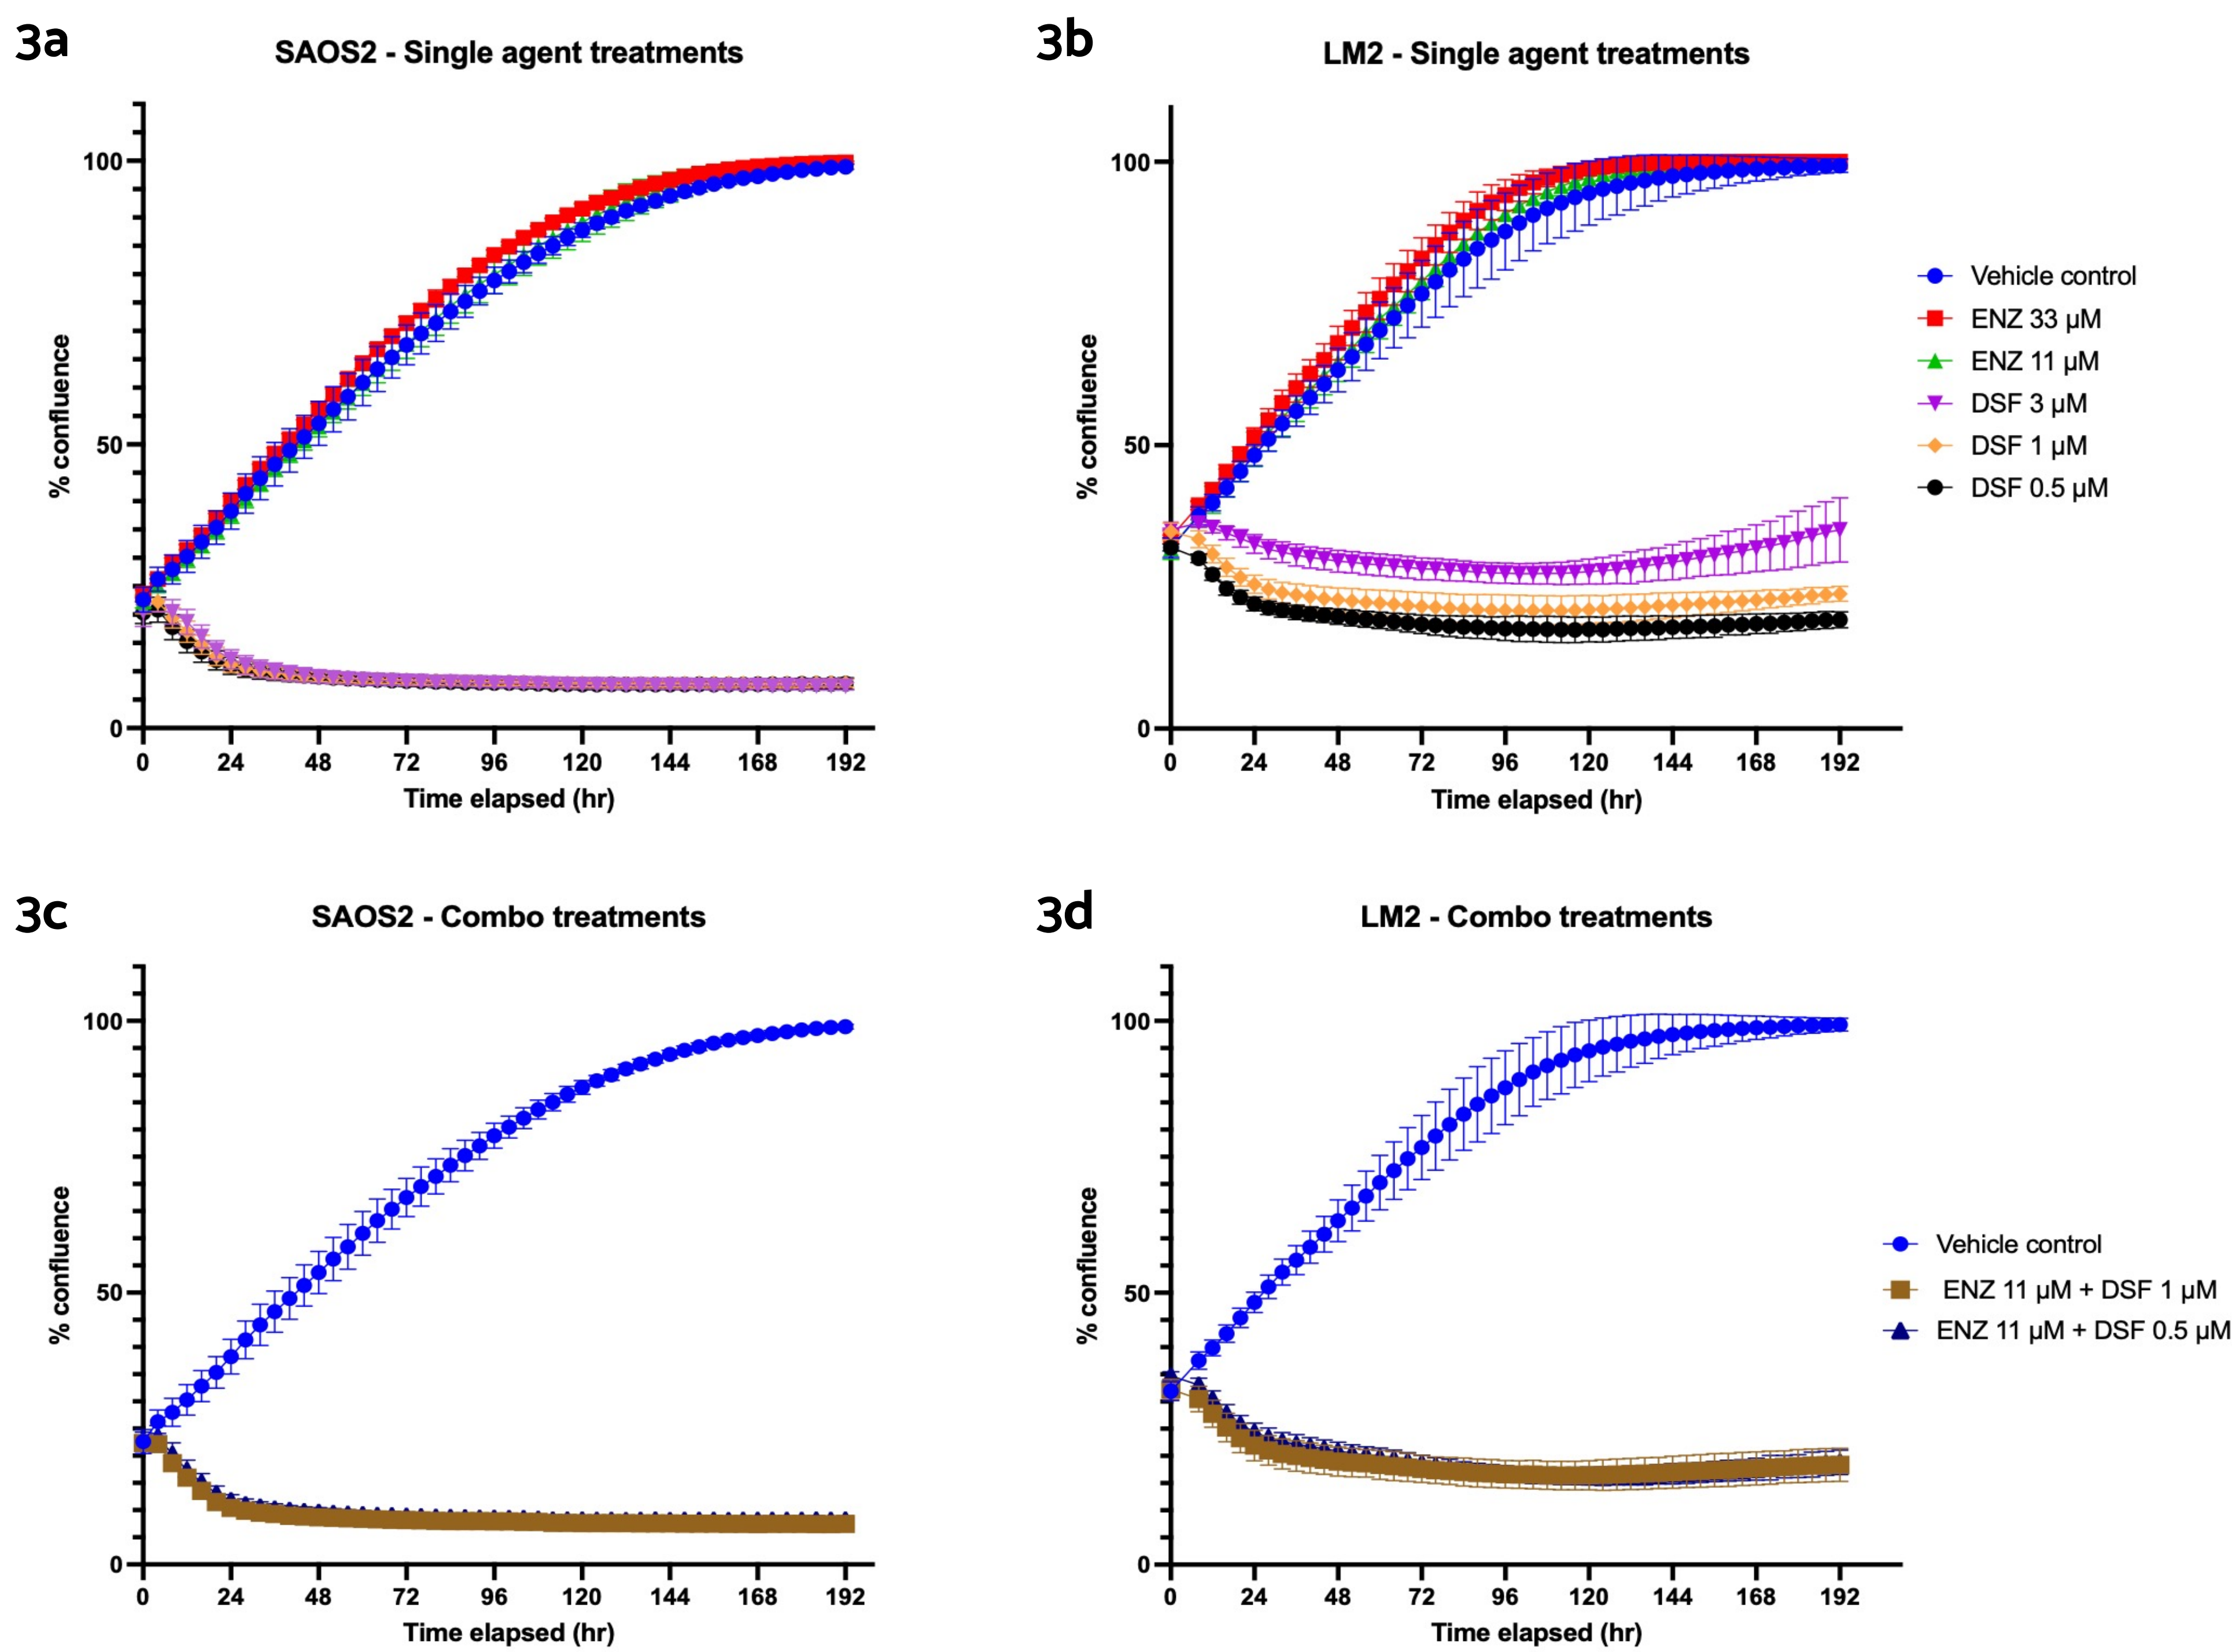 3a
SAOS2 - Single agent treatments
% confluence
100
50
0
0 24 48 72 96 120 144 168 192
Time elapsed (hr)
3b
LM2 - Single agent treatments
% confluence
100
50
0
0 24 48 72 96 120 144 168 192
Time elapsed (hr)
Vehicle control
ENZ 33 µM
ENZ 11 µM
DSF 3 µM
DSF 1 µM
DSF 0.5 µM
3c
SAOS2 - Combo treatments
% confluence
100
50
0
0 24 48 72 96 120 144 168 192
Time elapsed (hr)
3d
LM2 - Combo treatments
% confluence
100
50
0
0 24 48 72 96 120 144 168 192
Time elapsed (hr)
Vehicle control
ENZ 11 µM + DSF 1 µM
ENZ 11 µM + DSF 0.5 µM